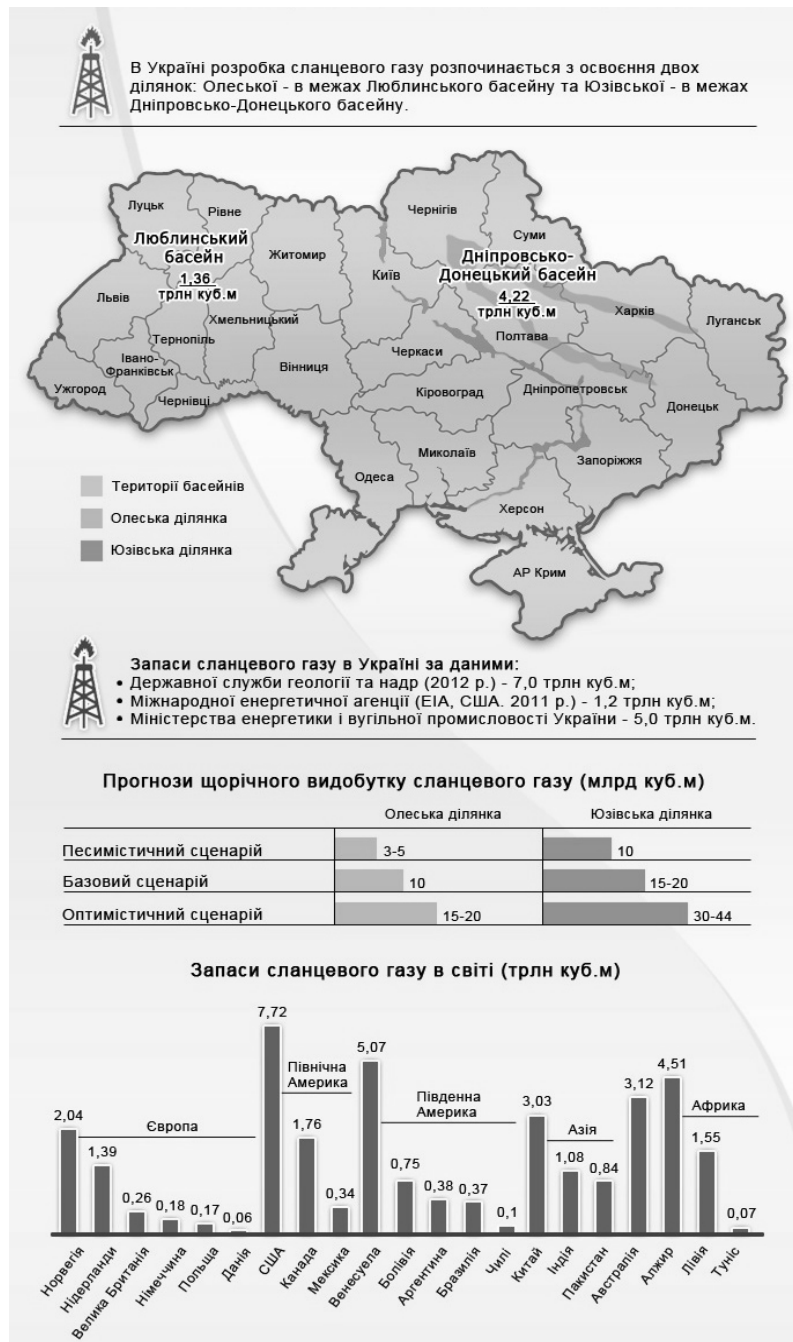 В Україні розробка сланцевого газу розпочинається з освоєння двох
ділянок: Олеської - в межах Люблинського басейну та Юзівської - в межах
Дніпровсько-Донецького басейну.
Луцьк
Рівне
Чернігів
Суми
Люблинський
басейн
1,36
трлн куб.м
Житомир
Київ
Дніпровсько-
Донецький басейн
4,22
трлн куб.м
Львів
Тернопіль
Хмельницький
Харків
Луганськ
Полтава
Черкаси
Івано-
Франківськ
Вінниця
Ужгород
Чернівці
Кіровоград
Дніпропетровськ
Донецьк
Миколаїв
Запоріжжя
Одеса
Херсон
АР Крим
Території басейнів
Олеська ділянка
Юзівська ділянка
Запаси сланцевого газу в Україні за даними:
• Державної служби геології та надр (2012 р.) - 7,0 трлн куб.м;
• Міжнародної енергетичної агенції (EIA, США. 2011 р.) - 1,2 трлн куб.м;
• Міністерства енергетики і вугільної промисловості України - 5,0 трлн куб.м.
Прогнози щорічного видобутку сланцевого газу (млрд куб.м)
Олеська ділянка Юзівська ділянка
Песимістичний сценарій 3-5 10
Базовий сценарій 10 15-20
Оптимістичний сценарій 15-20 30-44
Запаси сланцевого газу в світі (трлн куб.м)
Європа
Північна
Америка
Південна
Америка
Азія
Африка
2,04
1,39
0,26
0,18
0,17
0,06
7,72
1,76
0,34
5,07
0,75
0,38
0,37
0,1
3,03
1,08
0,84
3,12
4,51
1,55
0,07
Норвегія
Нідерланди
Велика Британія
Німеччина
Польща
Данія
США
Канада
Мексика
Венесуела
Болівія
Аргентина
Бразилія
Чилі
Китай
Індія
Пакистан
Австралія
Алжир
Лівія
Туніс